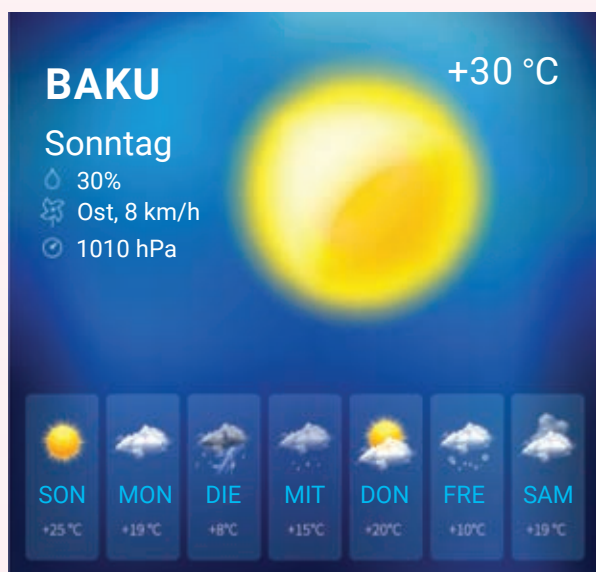 BAKU
+30 °C
Sonntag
30%
Ost, 8 km/h
1010 hPa
SON MON DIE MIT DON FRE SAM
+25 °C +19 °C +8°C +15°C +20°C +10°C +19 °C